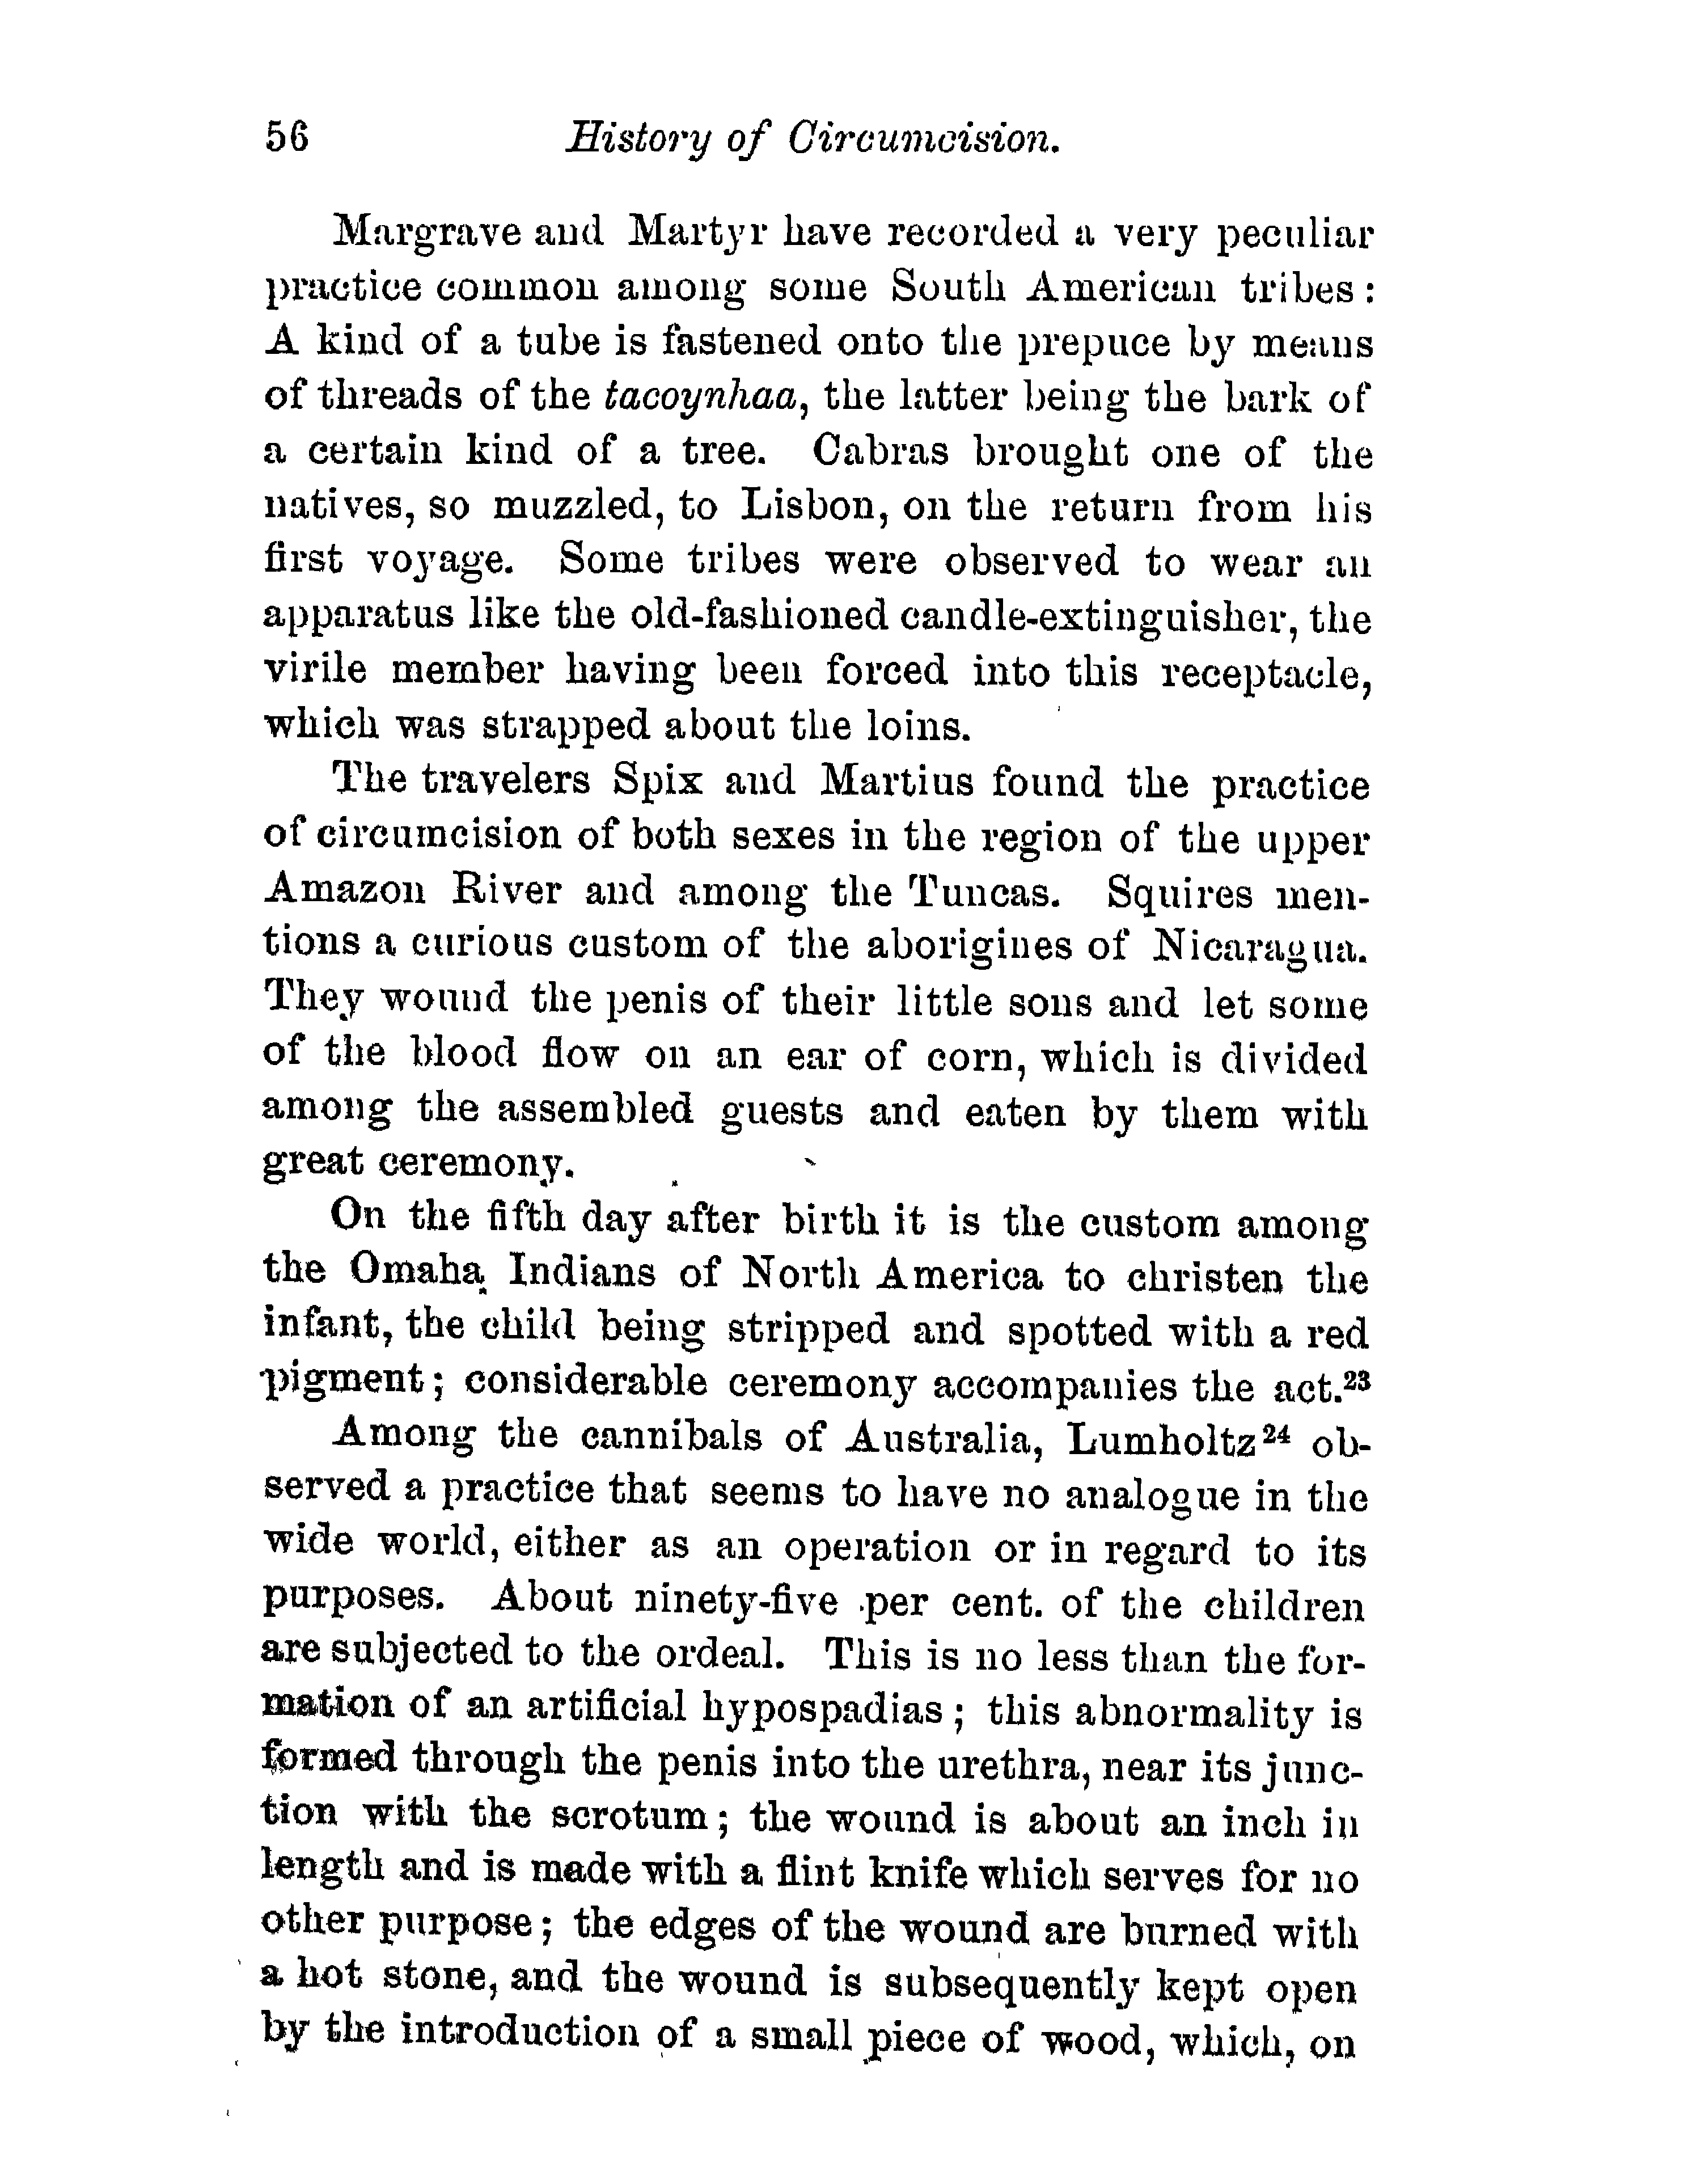 56 History of Circumcision.
Margrave and Martyr have recorded a very peculiar
practice common among some South American tribes:
A kind of a tube is fastened onto the prepuce by means
of threads of the tacoynhaa, the latter being the bark of
a certain kind of a tree. Cabras brought one of the
natives, so muzzled, to Lisbon, on the return from his
first voyage. Some tribes were observed to wear an
apparatus like the old-fashioned candle-extinguisher, the
virile member having been forced into this receptacle,
which was strapped about the loins.
The travelers Spix and Martius found the practice
of circumcision of both sexes in the region of the upper
Amazon River and among the Tuncas. Squires men-
tions a curious custom of the aborigines of Nicaragua.
They wound the penis of their little sons and let some
of the blood flow on an ear of corn, which is divided
among the assembled guests and eaten by them with
great ceremony.
On the fifth day after birth it is the custom among
the Omaha Indians of North America to christen the
infant, the child being stripped and spotted with a red
pigment; considerable ceremony accompanies the act.²³
Among the cannibals of Australia, Lumholtz²⁴ ob-
served a practice that seems to have no analogue in the
wide world, either as an operation or in regard to its
purposes. About ninety-five per cent. of the children
are subjected to the ordeal. This is no less than the for-
mation of an artificial hypospadias; this abnormality is
formed through the penis into the urethra, near its junc-
tion with the scrotum; the wound is about an inch in
length and is made with a flint knife which serves for no
other purpose; the edges of the wound are burned with
a hot stone, and the wound is subsequently kept open
by the introduction of a small piece of wood, which, on